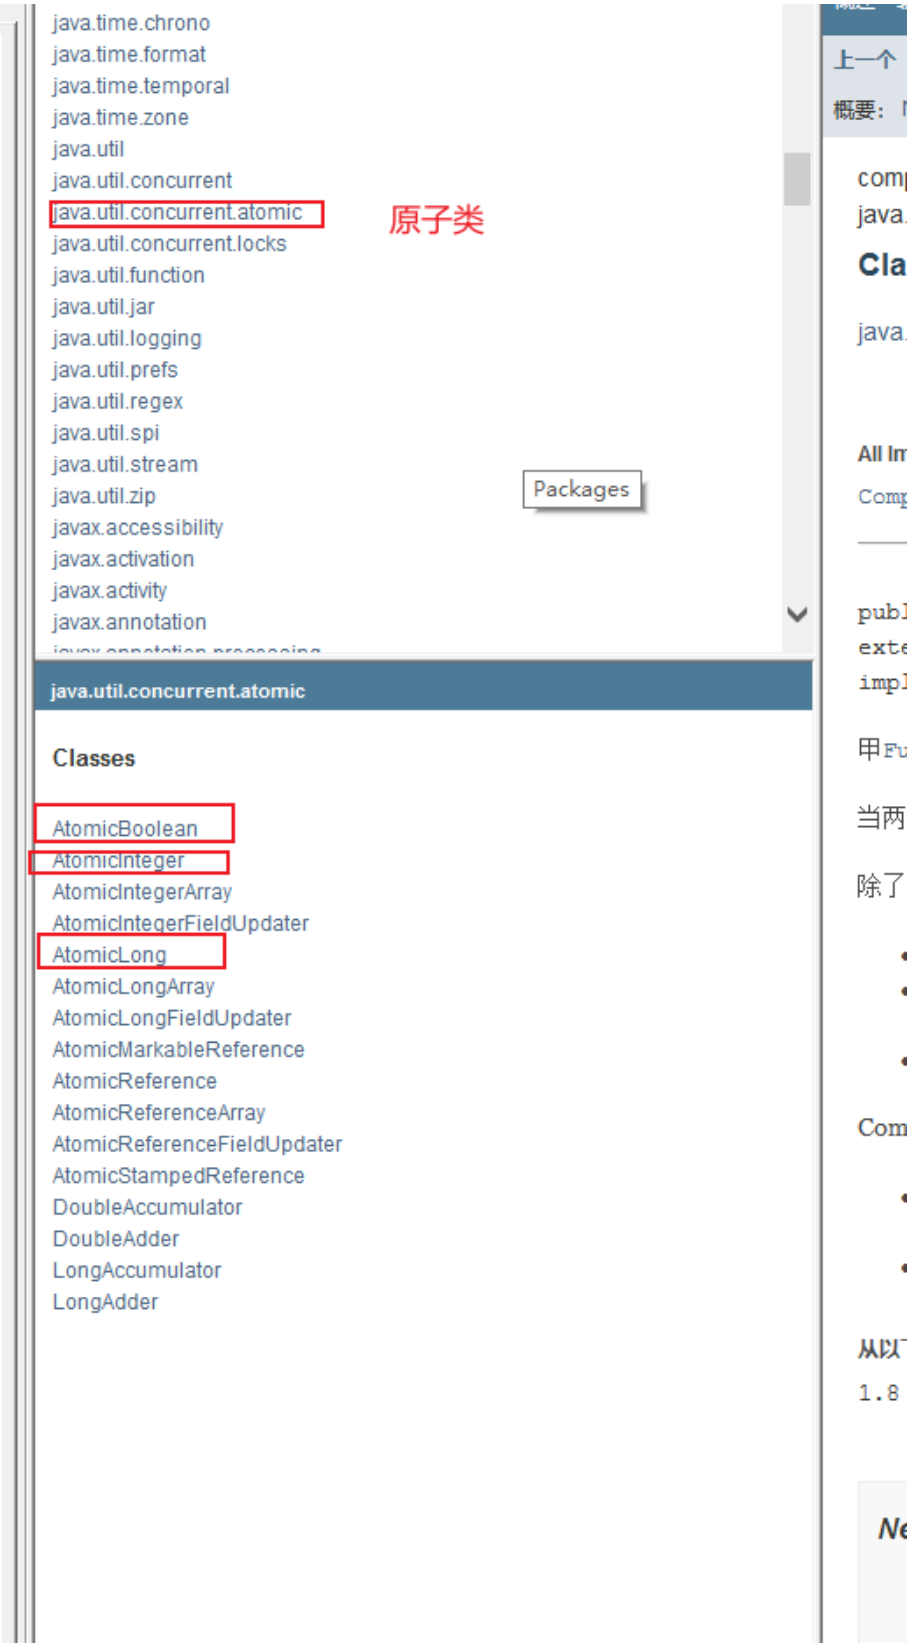 java.time.chrono
java.time.format
java.time.temporal
java.time.zone
java.util
java.util.concurrent
java.util.concurrent.atomic 原子类
java.util.concurrent.locks
java.util.function
java.util.jar
java.util.logging
java.util.prefs
java.util.regex
java.util.spi
java.util.stream
java.util.zip
Packages
javax.accessibility
javax.activation
javax.activity
javax.annotation
javax.annotation.processing
java.util.concurrent.atomic
Classes
AtomicBoolean
AtomicInteger
AtomicIntegerArray
AtomicIntegerFieldUpdater
AtomicLong
AtomicLongArray
AtomicLongFieldUpdater
AtomicMarkableReference
AtomicReference
AtomicReferenceArray
AtomicReferenceFieldUpdater
AtomicStampedReference
DoubleAccumulator
DoubleAdder
LongAccumulator
LongAdder
上一个
概要:
com
java.
Cla
java.
All Im
Comp
publ
exte
impl
甲Fu
当两
除了
Com
从以
1.8
Ne